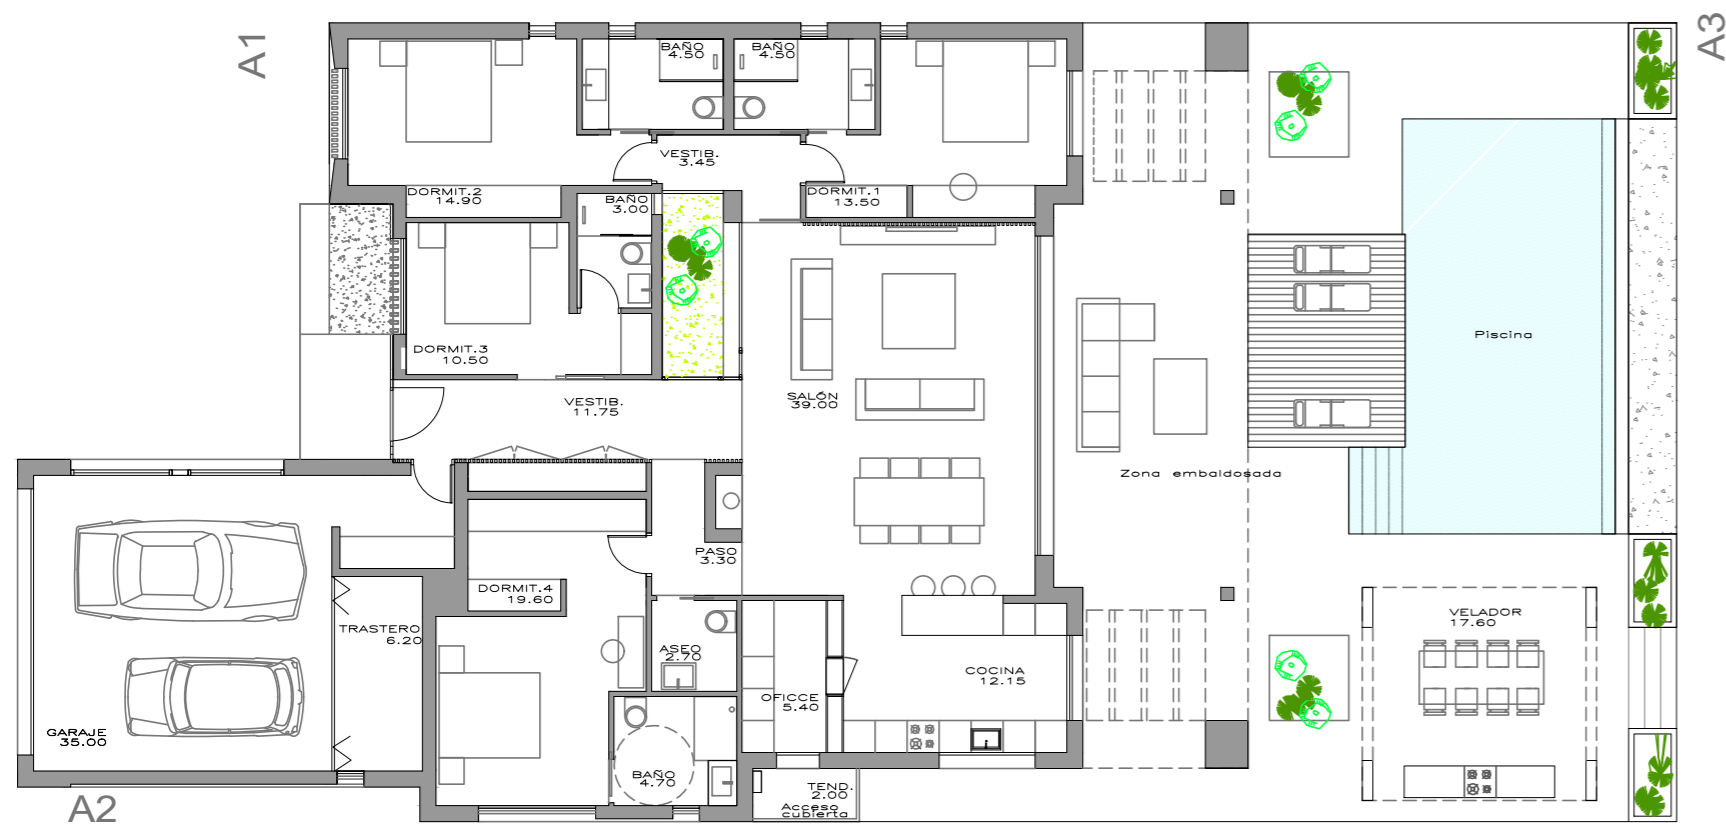 A1
A3
BAÑO
4.50
BAÑO
4.50
VESTIB.
3.45
DORMIT.2
14.90
BAÑO
3.00
DORMIT.1
13.50
DORMIT.3
10.50
VESTIB.
11.75
SALÓN
39.00
Piscina
Zona embaldosada
PASO
3.30
DORMIT.4
19.60
TRASTERO
6.20
ASEO
2.70
OFICCE
5.40
COCINA
12.15
VELADOR
17.60
GARAJE
35.00
BAÑO
4.70
TEND.
2.00
Acceso
cubierta
A2